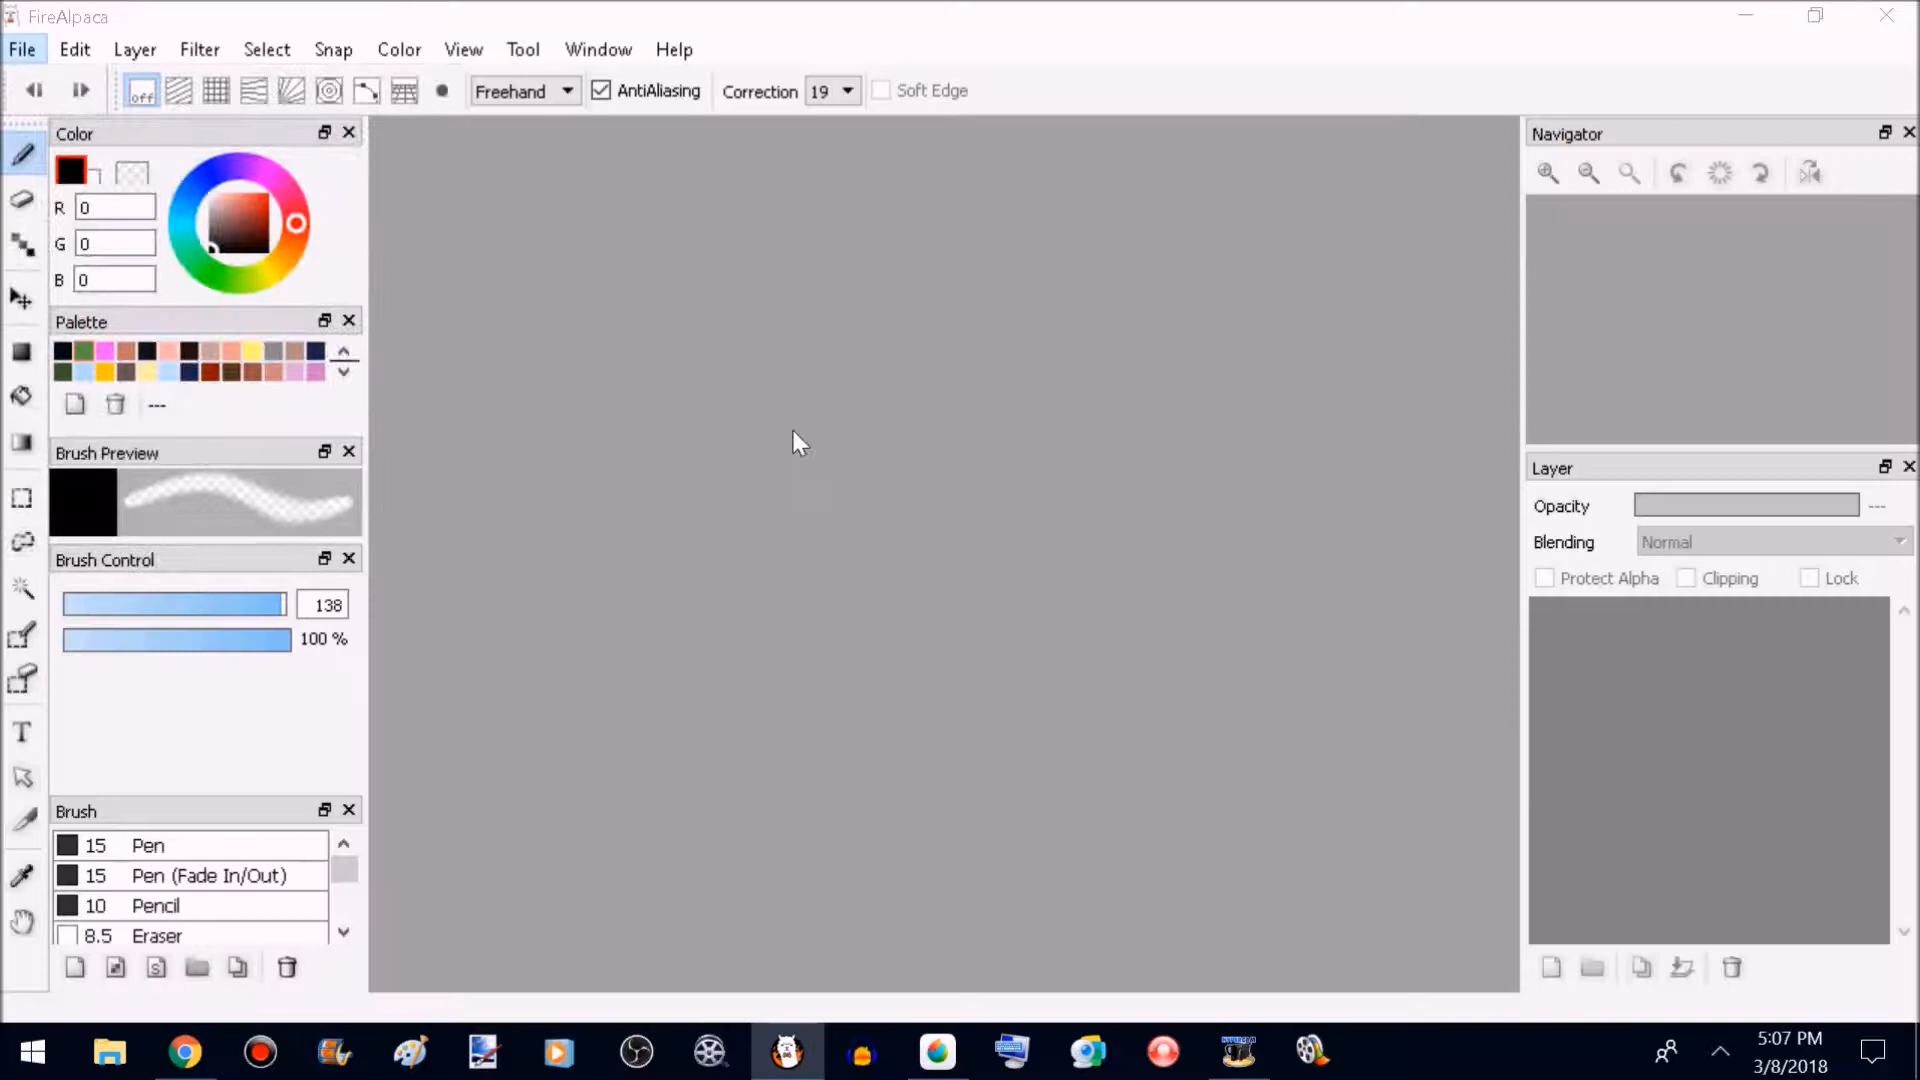 FireAlpaca
File Edit Layer Filter Select Snap Color View Tool Window Help
off Freehand AntiAliasing Correction 19 Soft Edge
Color
R 0
G 0
B 0
Palette
---
Brush Preview
Brush Control
138
100 %
Brush
15 Pen
15 Pen (Fade In/Out)
10 Pencil
8.5 Eraser
S
T
Navigator
Layer
Opacity ---
Blending Normal
Protect Alpha Clipping Lock
5:07 PM
3/8/2018